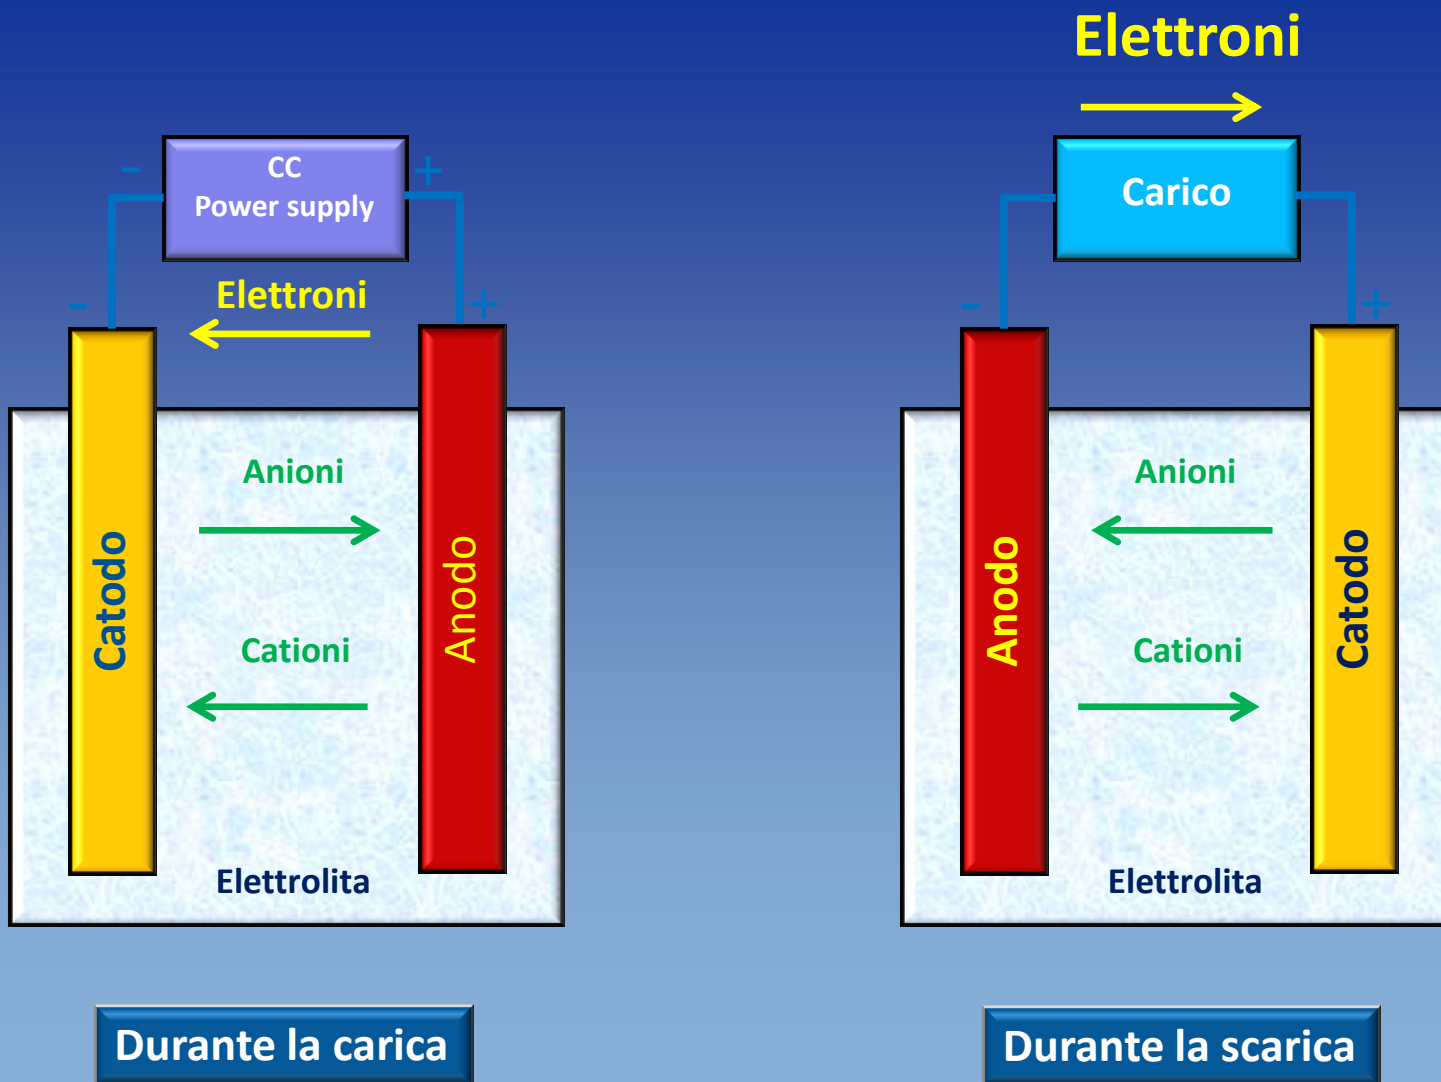 Elettroni
CC
Power supply
-
+
Elettroni
-
+
Catodo
Anodo
Anioni
Cationi
Elettrolita
Durante la carica
Carico
-
+
Anodo
Catodo
Anioni
Cationi
Elettrolita
Durante la scarica